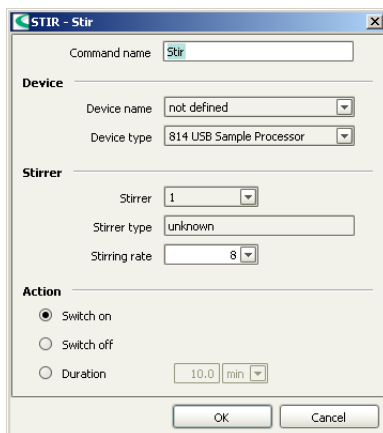 STIR - Stir
Command name Stir
Device
Device name not defined
Device type 814 USB Sample Processor
Stirrer
Stirrer 1
Stirrer type unknown
Stirring rate 8
Action
Switch on
Switch off
Duration 10.0 min
OK Cancel